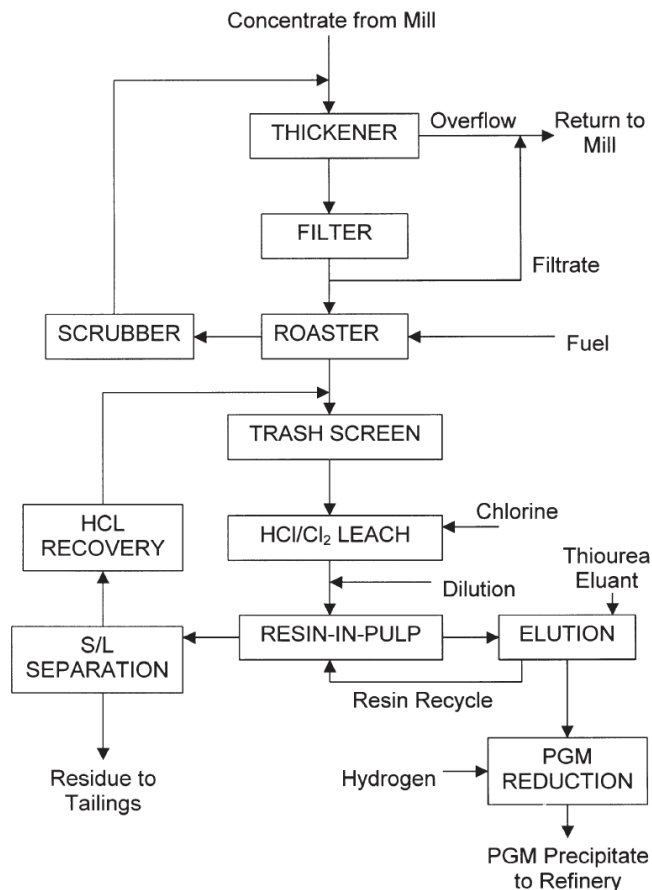 Concentrate from Mill
THICKENER
Overflow
Return to
Mill
FILTER
Filtrate
SCRUBBER
ROASTER
Fuel
TRASH SCREEN
HCL
RECOVERY
HCl/Cl₂ LEACH
Chlorine
Thiourea
Eluant
Dilution
S/L
SEPARATION
RESIN-IN-PULP
ELUTION
Resin Recycle
Residue to
Tailings
Hydrogen
PGM
REDUCTION
PGM Precipitate
to Refinery